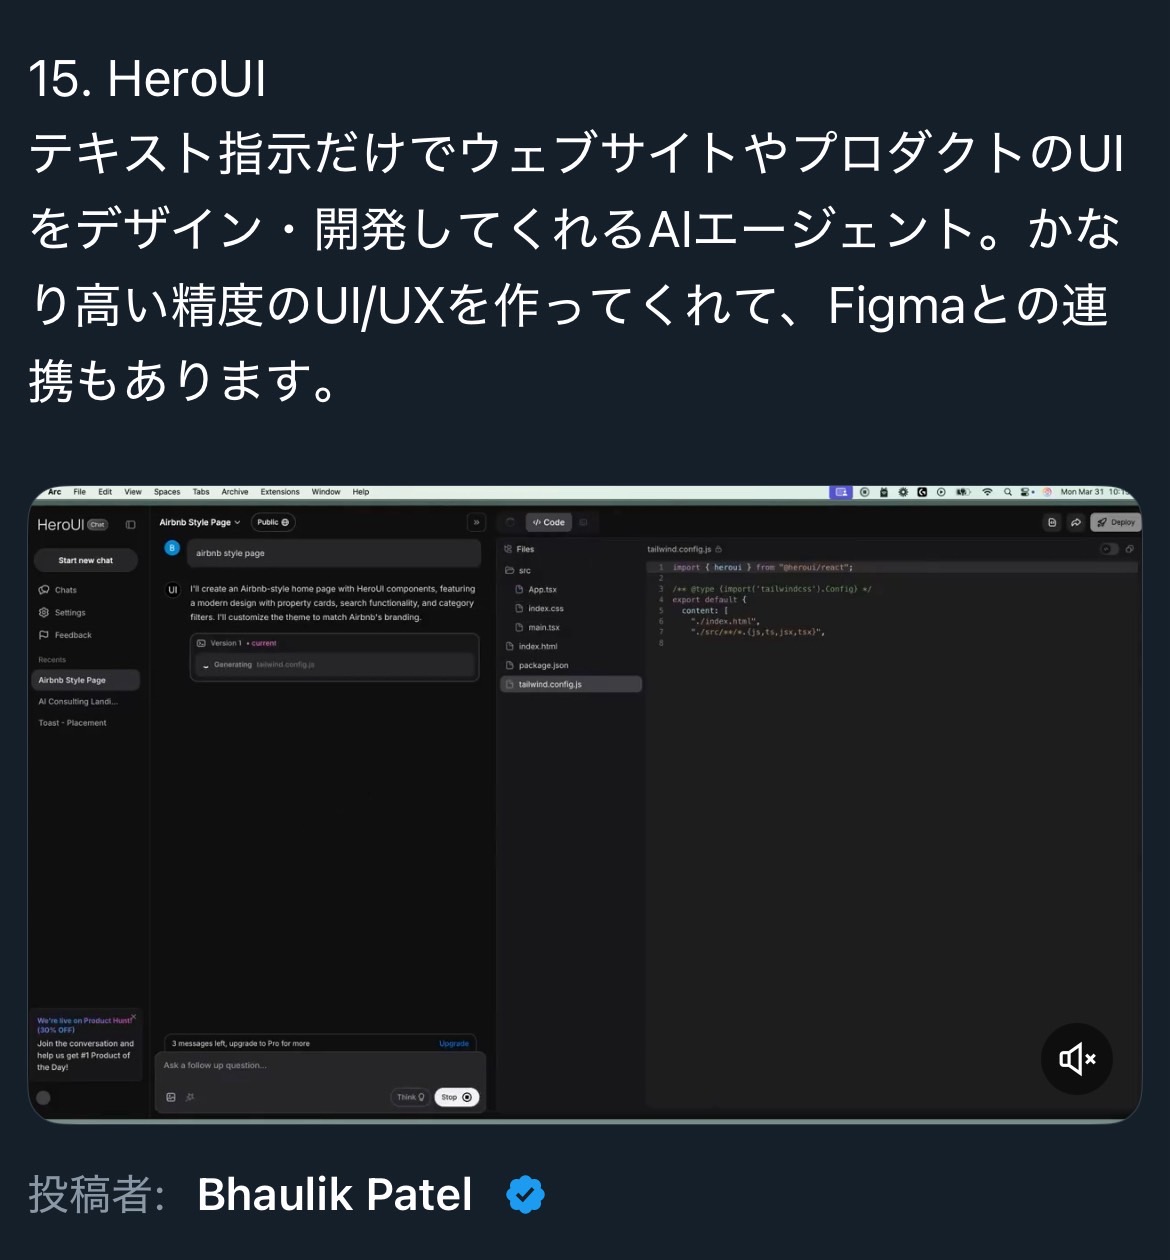 15. HeroUI
テキスト指示だけでウェブサイトやプロダクトのUI
をデザイン・開発してくれるAIエージェント。かな
り高い精度のUI/UXを作ってくれて、Figmaとの連
携もあります。
Arc File Edit View Spaces Tabs Archive Extensions Window Help
Mon Mar 31
HeroUI Chat
Start new chat
Chats
Settings
Feedback
Recents
Airbnb Style Page
AI Consulting Landi...
Toast - Placement
We're live on Product Hunt!
(30% OFF)
Join the conversation and
help us get #1 Product of
the Day!
Airbnb Style Page
Public
B
airbnb style page
UI
I'll create an Airbnb-style home page with HeroUI components, featuring
a modern design with property cards, search functionality, and category
filters. I'll customize the theme to match Airbnb's branding.
Version 1 • current
Generating tailwind.config.js
3 messages left, upgrade to Pro for more
Upgrade
Ask a follow up question...
Think
Stop
</> Code
Deploy
Files
src
App.tsx
index.css
main.tsx
index.html
package.json
tailwind.config.js
tailwind.config.js
1 import { heroui } from "@heroui/react";
2
3 /** @type {import('tailwindcss').Config} */
4 export default {
5 content: [
6 "./index.html",
7 "./src/**/*.{js,ts,jsx,tsx}",
8
投稿者: Bhaulik Patel